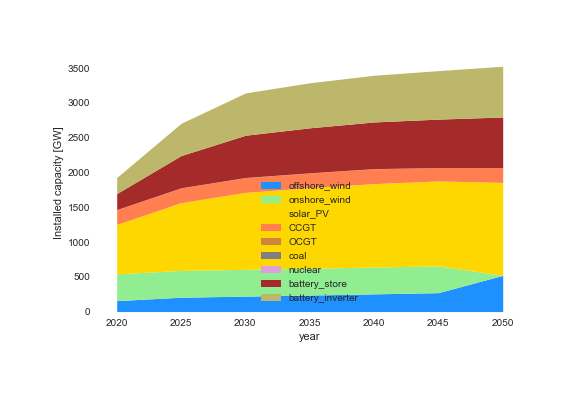 3500
3000
2500
2000
1500
1000
500
0
Installed capacity [GW]
offshore_wind
onshore_wind
solar_PV
CCGT
OCGT
coal
nuclear
battery_store
battery_inverter
2020 2025 2030 2035 2040 2045 2050
year